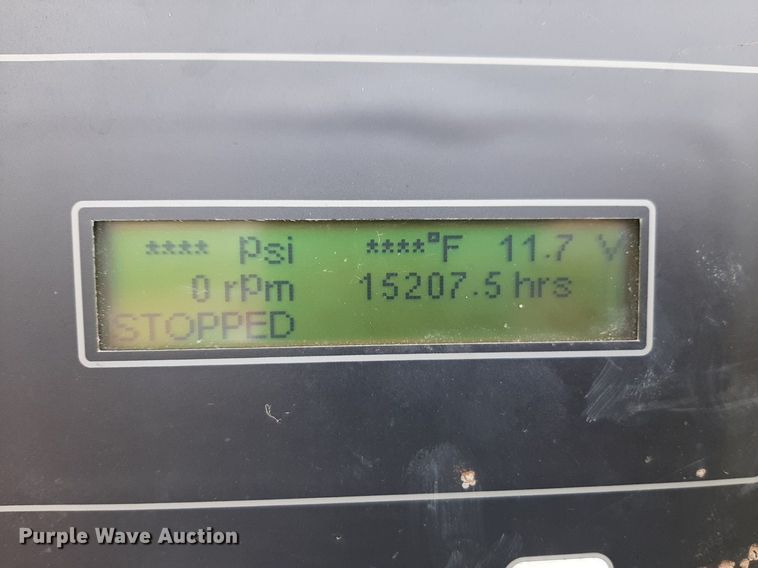 **** psi ****°F 11.7 V
0 rpm 15207.5 hrs
STOPPED
Purple Wave Auction